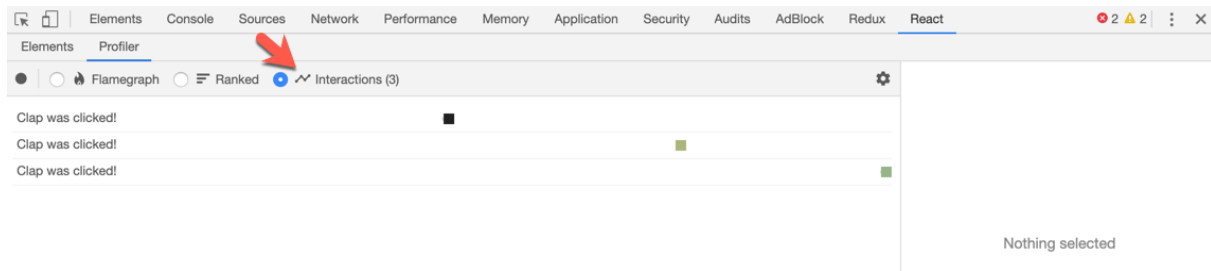 Elements Console Sources Network Performance Memory Application Security Audits AdBlock Redux React 2 2
Elements Profiler
Flamegraph Ranked Interactions (3)
Clap was clicked!
Clap was clicked!
Clap was clicked!
Nothing selected